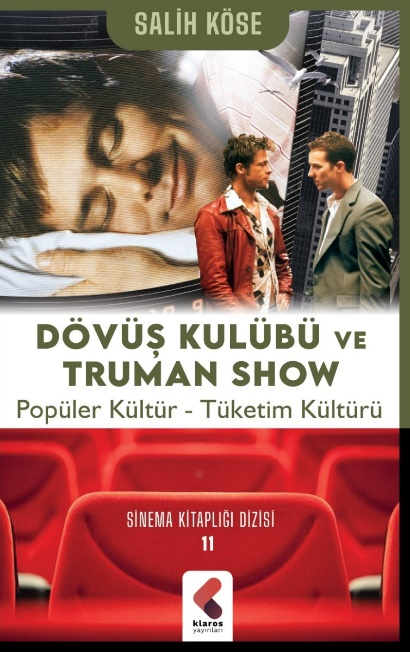 SALİH KÖSE
DÖVÜŞ KULÜBÜ VE
TRUMAN SHOW
Popüler Kültür - Tüketim Kültürü
SİNEMA KİTAPLIĞI DİZİSİ
11
klaros
yayınları